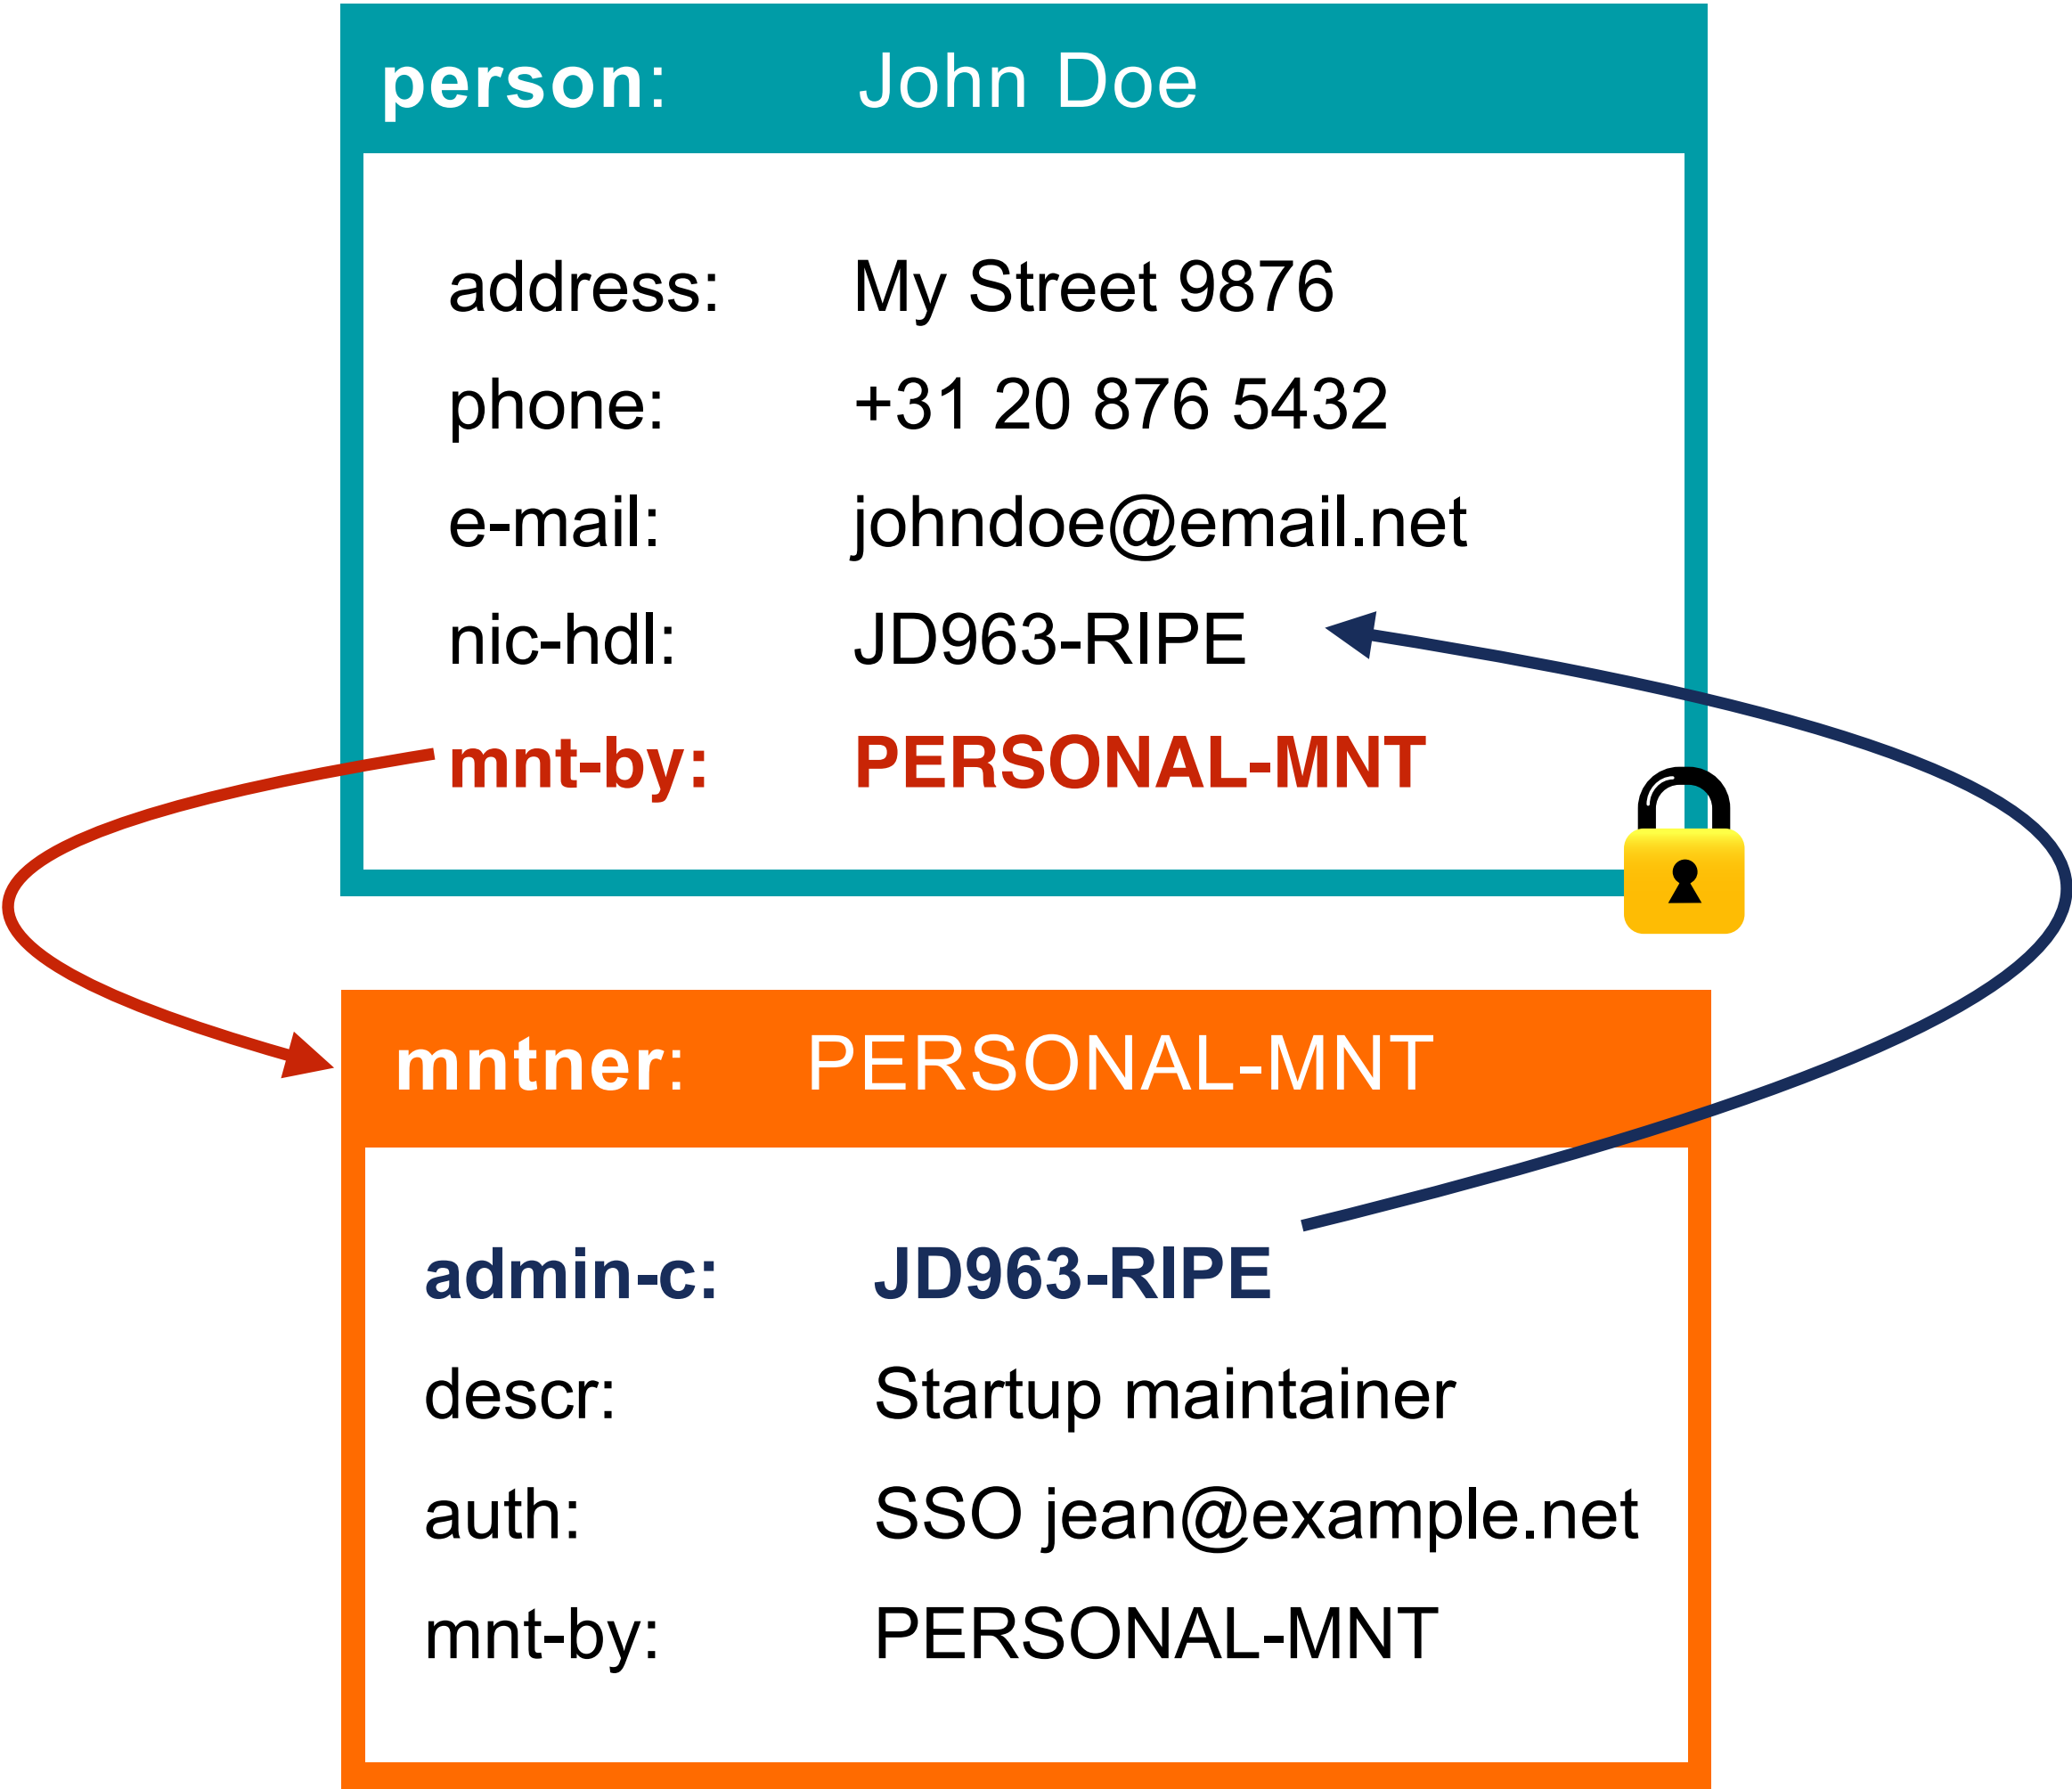 person: John Doe
address: My Street 9876
phone: +31 20 876 5432
e-mail: johndoe@email.net
nic-hdl: JD963-RIPE
mnt-by: PERSONAL-MNT
mntner: PERSONAL-MNT
admin-c: JD963-RIPE
descr: Startup maintainer
auth: SSO jean@example.net
mnt-by: PERSONAL-MNT